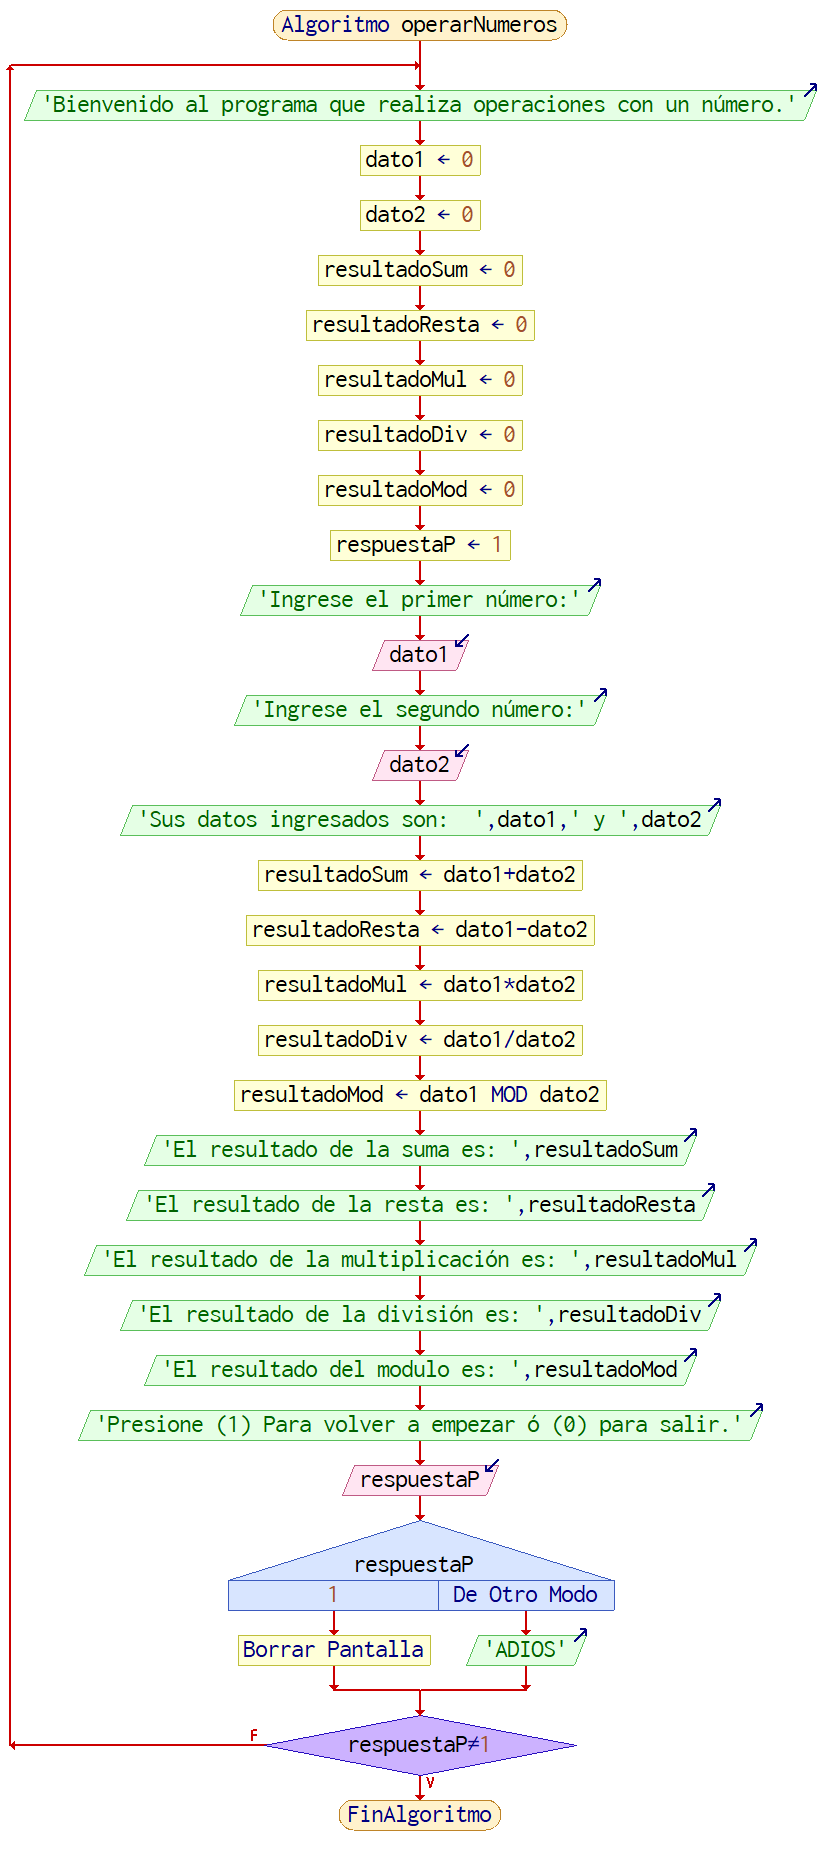 Algoritmo operarNumeros
'Bienvenido al programa que realiza operaciones con un número.'
dato1 ← 0
dato2 ← 0
resultadoSum ← 0
resultadoResta ← 0
resultadoMul ← 0
resultadoDiv ← 0
resultadoMod ← 0
respuestaP ← 1
'Ingrese el primer número:'
dato1
'Ingrese el segundo número:'
dato2
'Sus datos ingresados son:  ',dato1,' y ',dato2
resultadoSum ← dato1+dato2
resultadoResta ← dato1-dato2
resultadoMul ← dato1*dato2
resultadoDiv ← dato1/dato2
resultadoMod ← dato1 MOD dato2
'El resultado de la suma es: ',resultadoSum
'El resultado de la resta es: ',resultadoResta
'El resultado de la multiplicación es: ',resultadoMul
'El resultado de la división es: ',resultadoDiv
'El resultado del modulo es: ',resultadoMod
'Presione (1) Para volver a empezar ó (0) para salir.'
respuestaP
respuestaP
1 De Otro Modo
Borrar Pantalla 'ADIOS'
F
respuestaP≠1
V
FinAlgoritmo